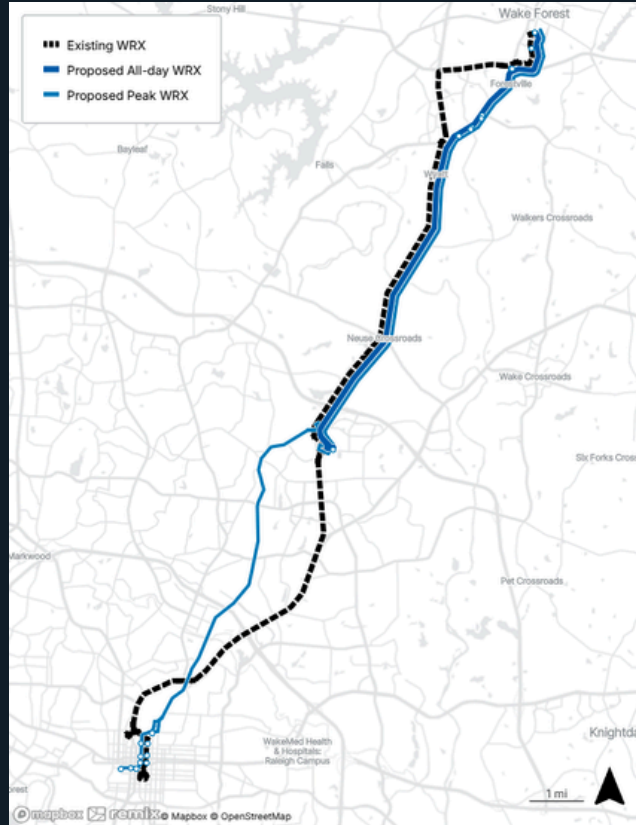 Stony Hill
Wake Forest
Existing WRX
Proposed All-day WRX
Proposed Peak WRX
Forestville
Bayleaf
Falls
Wyatt
Walkers Crossroads
Neuse Crossroads
Wake Crossroads
Six Forks Cross
Markwood
Pet Crossroads
WakeMed Health
& Hospitals:
Raleigh Campus
Knightda
orest
1 mi
mapbox remix © Mapbox © OpenStreetMap